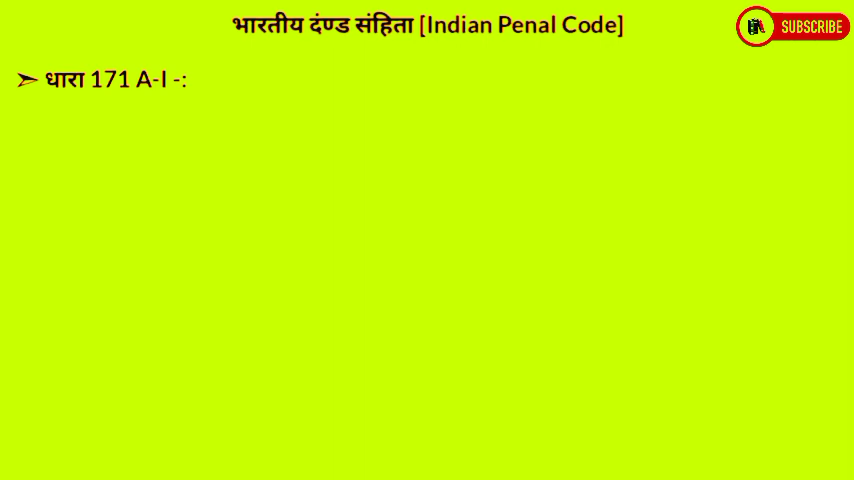 भारतीय दंण्ड संहिता [Indian Penal Code]
SUBSCRIBE
➣ धारा 171 A-I -: